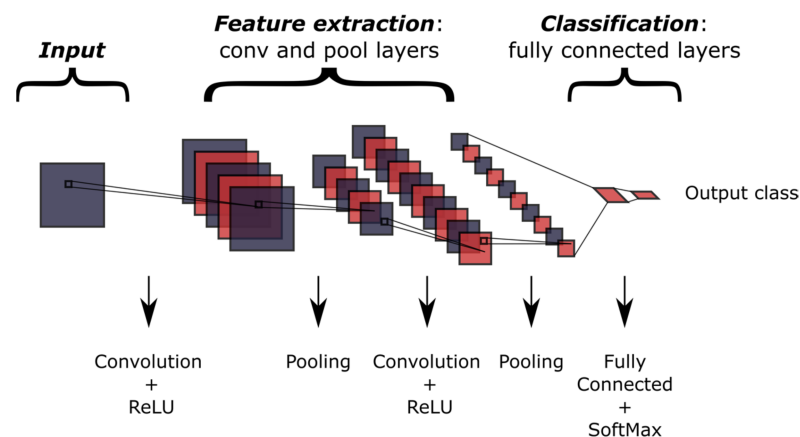 Input
Feature extraction:
conv and pool layers
Classification:
fully connected layers
Output class
Convolution
+
ReLU
Pooling
Convolution
+
ReLU
Pooling
Fully
Connected
+
SoftMax